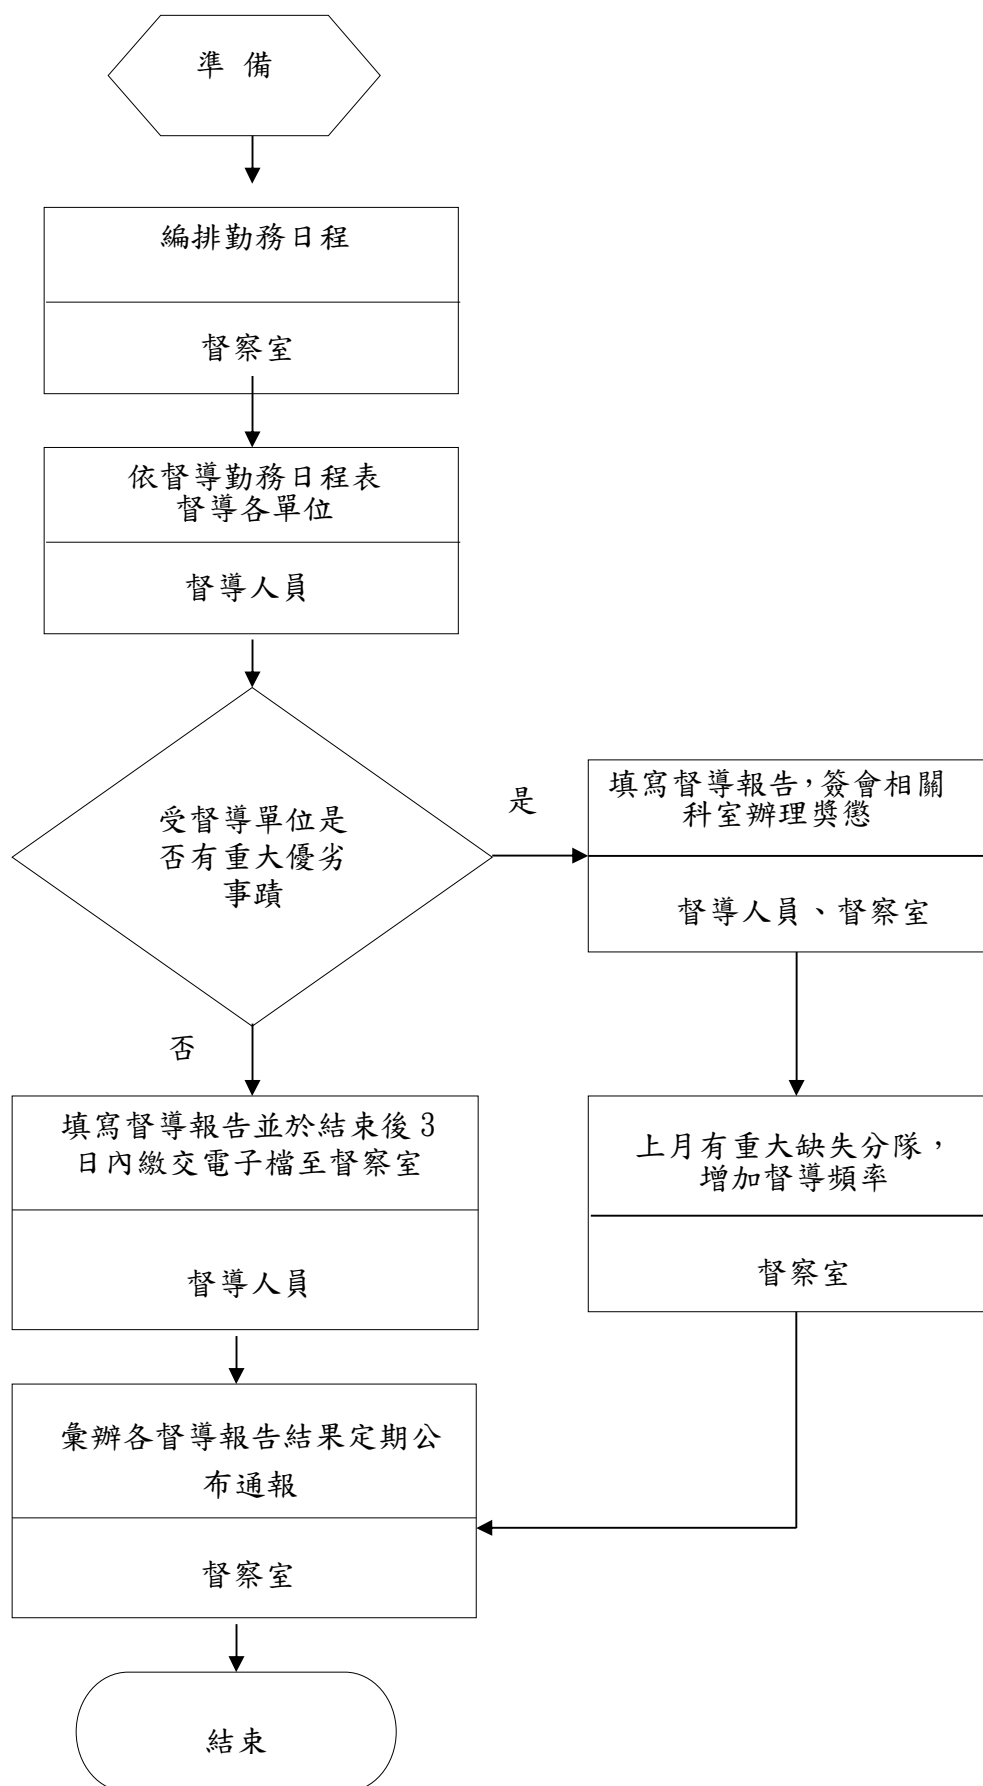 準 備
編排勤務日程
督察室
依督導勤務日程表
督導各單位
督導人員
受督導單位是
否有重大優劣
事蹟
是
填寫督導報告，簽會相關
科室辦理獎懲
督導人員、督察室
否
填寫督導報告並於結束後 3
日內繳交電子檔至督察室
督導人員
上月有重大缺失分隊，
增加督導頻率
督察室
彙辦各督導報告結果定期公
布通報
督察室
結束